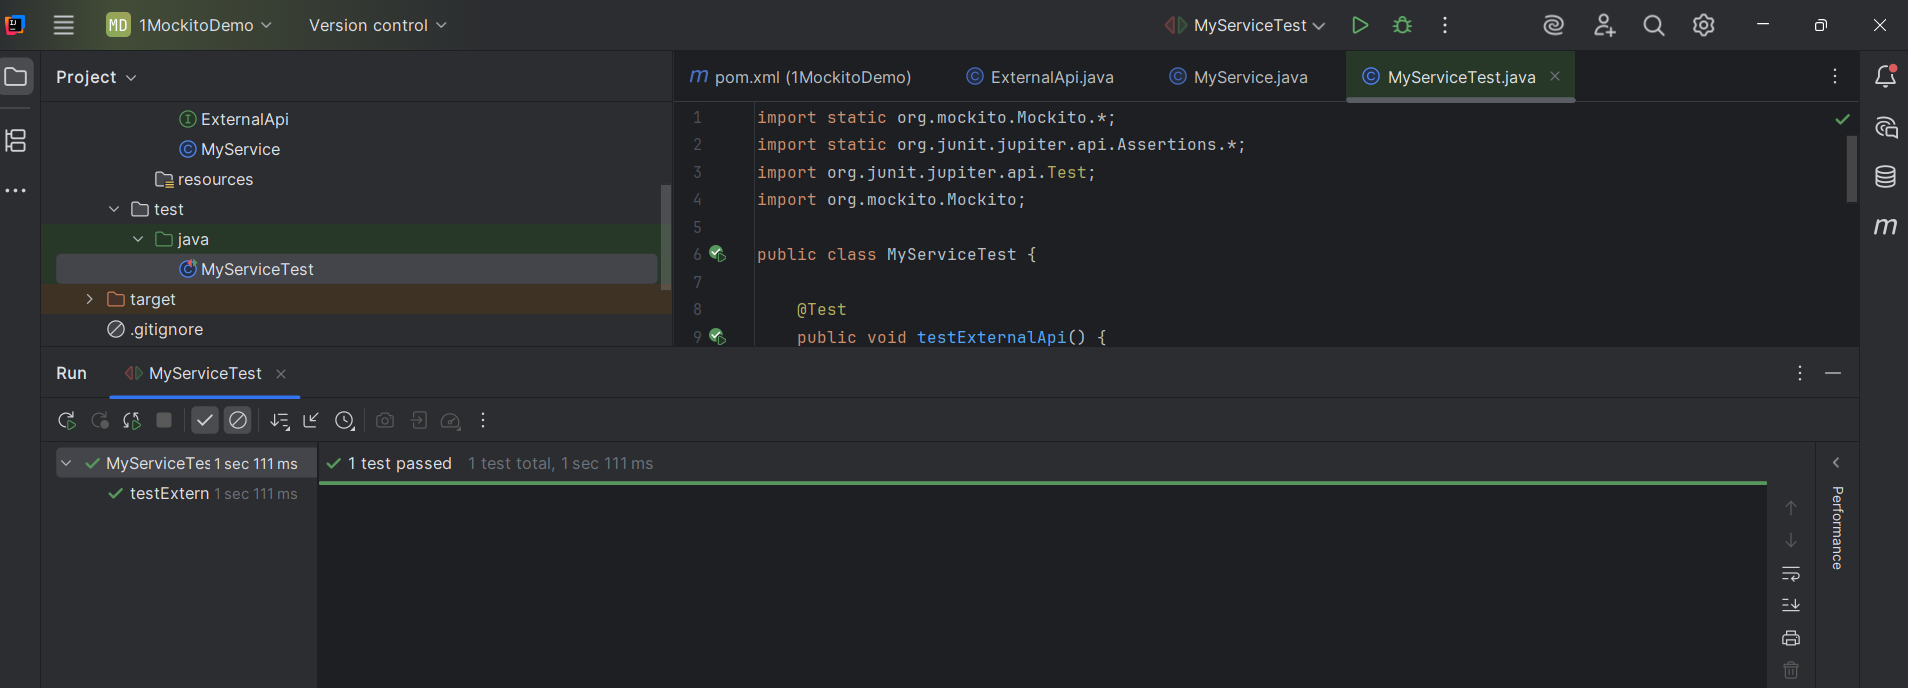 MD 1MockitoDemo Version control MyServiceTest
Project
ExternalApi
MyService
resources
test
java
MyServiceTest
target
.gitignore
m pom.xml (1MockitoDemo) ExternalApi.java MyService.java MyServiceTest.java
1 import static org.mockito.Mockito.*;
2 import static org.junit.jupiter.api.Assertions.*;
3 import org.junit.jupiter.api.Test;
4 import org.mockito.Mockito;
5
6 public class MyServiceTest {
7
8 @Test
9 public void testExternalApi() {
m
Run MyServiceTest
MyServiceTes 1 sec 111 ms
testExtern 1 sec 111 ms
1 test passed 1 test total, 1 sec 111 ms
Performance